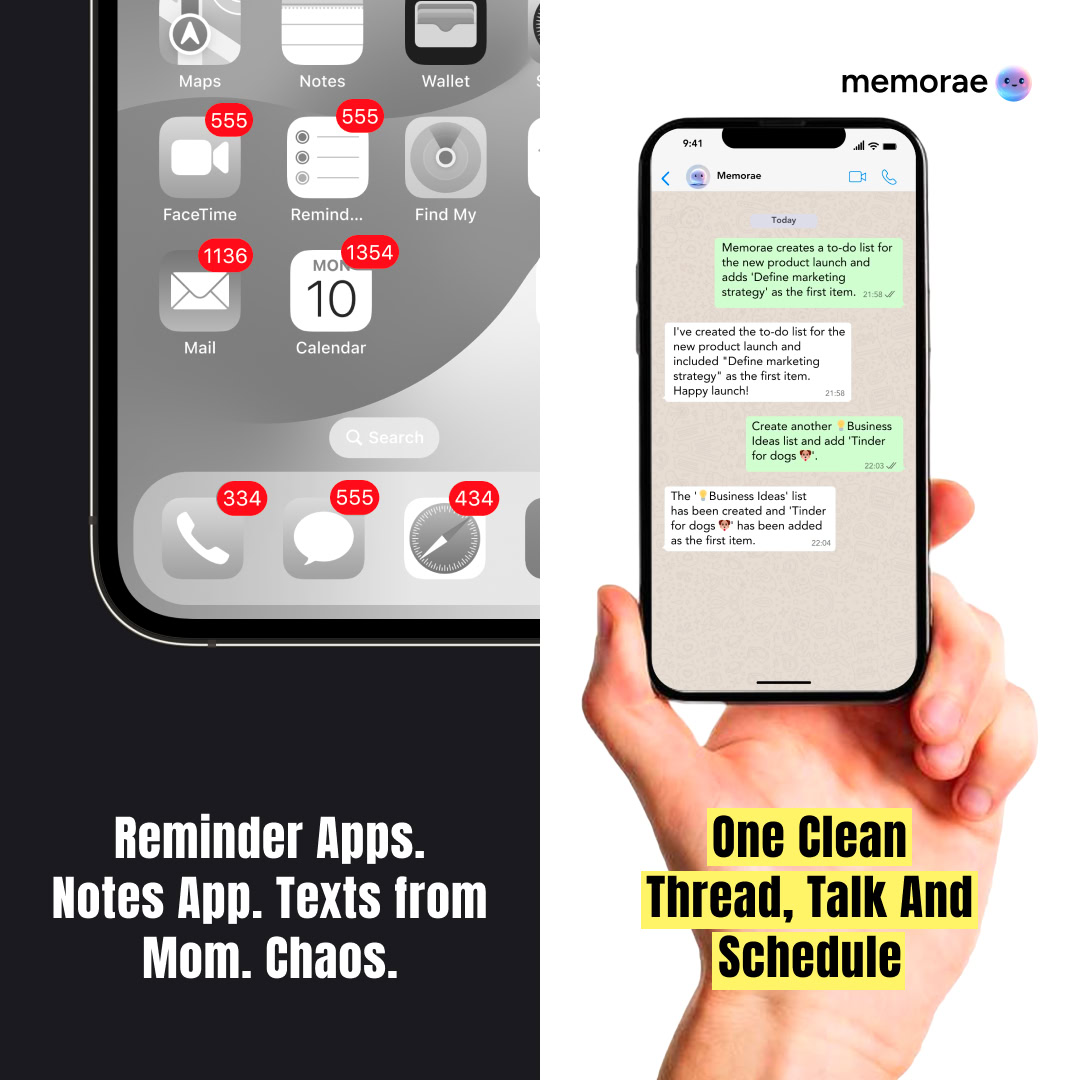 Maps
Notes
Wallet
555
555
FaceTime
Remind...
Find My
1136
1354
MON
10
Mail
Calendar
Search
334
555
434
Reminder Apps.
Notes App. Texts from
Mom. Chaos.
memorae
9:41
Memorae
Today
Memorae creates a to-do list for
the new product launch and
adds 'Define marketing
strategy' as the first item. 21:58
I've created the to-do list for the
new product launch and
included "Define marketing
strategy" as the first item.
Happy launch! 21:58
Create another 💡Business
Ideas list and add 'Tinder
for dogs 🐶'.
22:03
The '💡Business Ideas' list
has been created and 'Tinder
for dogs 🐶' has been added
as the first item. 22:04
One Clean
Thread, Talk And
Schedule